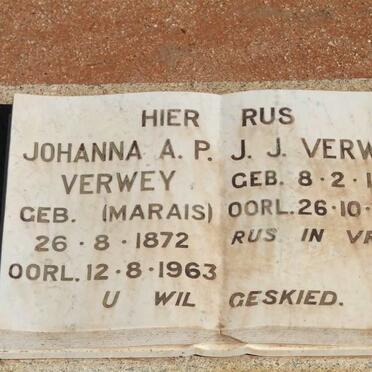 HIER RUS
JOHANNA A. P.
VERWEY
GEB. (MARAIS)
26 · 8 · 1872
OORL. 12 · 8 · 1963
J. J. VERW
GEB. 8 · 2 · 1
OORL. 26 · 10 ·
RUS IN VR
U WIL GESKIED.